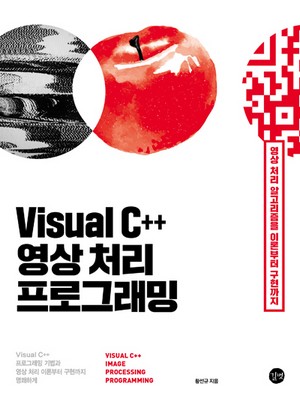 영상 처리 알고리즘을 이론부터 구현까지
Visual C++
영상 처리
프로그래밍
Visual C++
프로그래밍 기법과
영상 처리 이론부터 구현까지
명쾌하게
VISUAL C++
IMAGE
PROCESSING
PROGRAMMING
황선규 지음
길벗